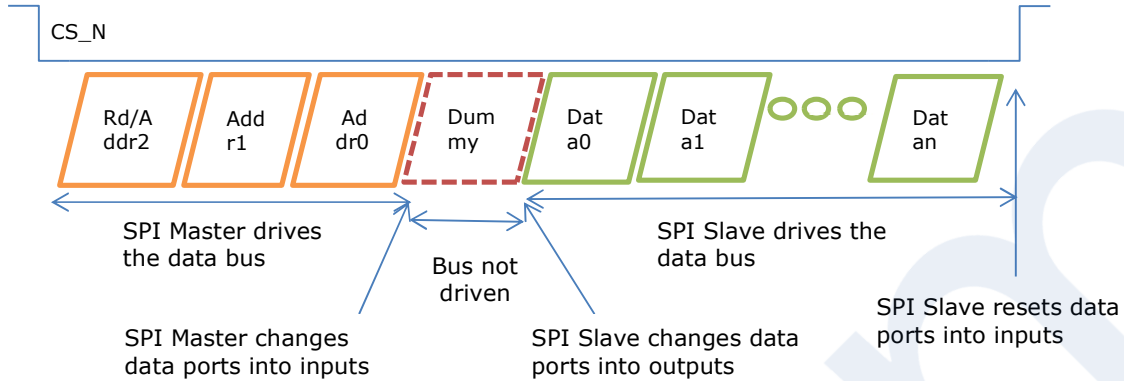 CS_N
Rd/A
ddr2
Add
r1
Ad
dr0
Dum
my
Dat
a0
Dat
a1
Dat
an
SPI Master drives
the data bus
Bus not
driven
SPI Slave drives the
data bus
SPI Master changes
data ports into inputs
SPI Slave changes data
ports into outputs
SPI Slave resets data
ports into inputs